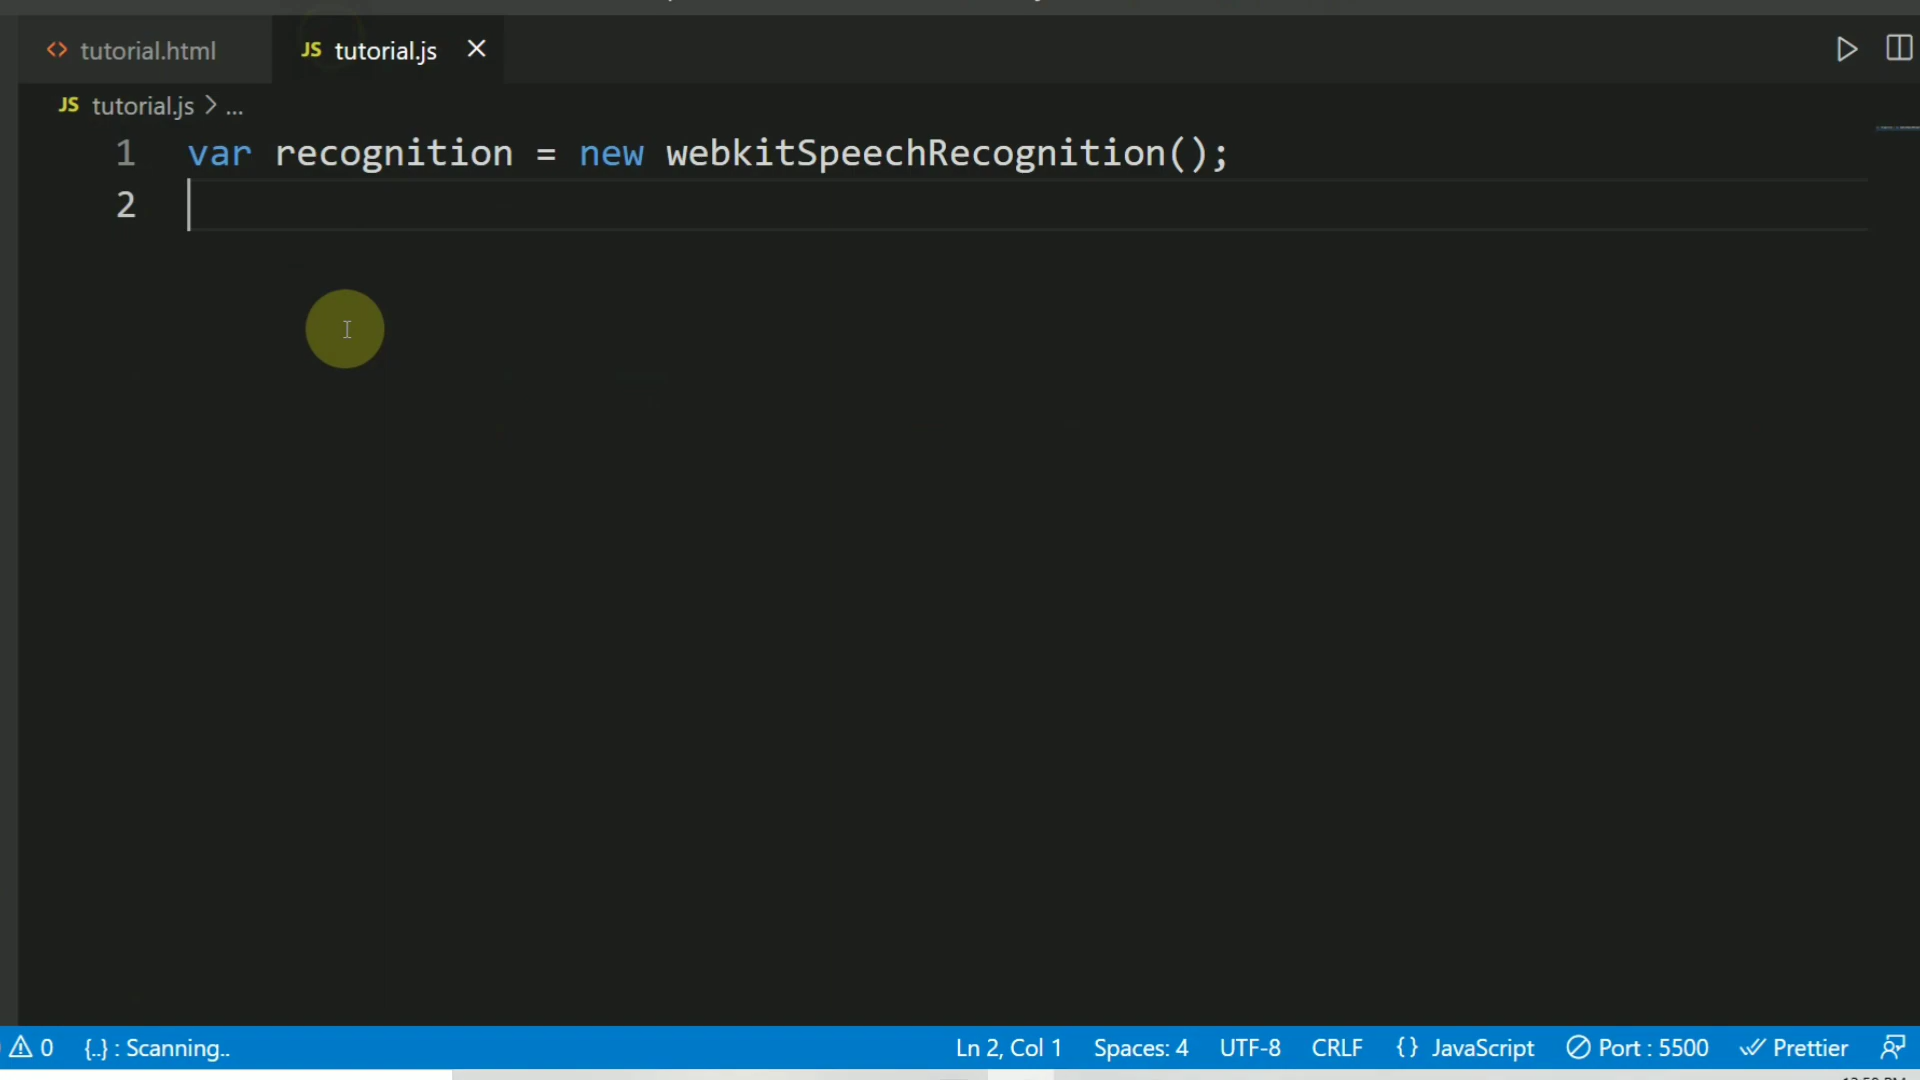 <> tutorial.html JS tutorial.js ×
JS tutorial.js > ...
1 var recognition = new webkitSpeechRecognition();
2
0 {..} : Scanning.. Ln 2, Col 1 Spaces: 4 UTF-8 CRLF {} JavaScript Port : 5500 Prettier